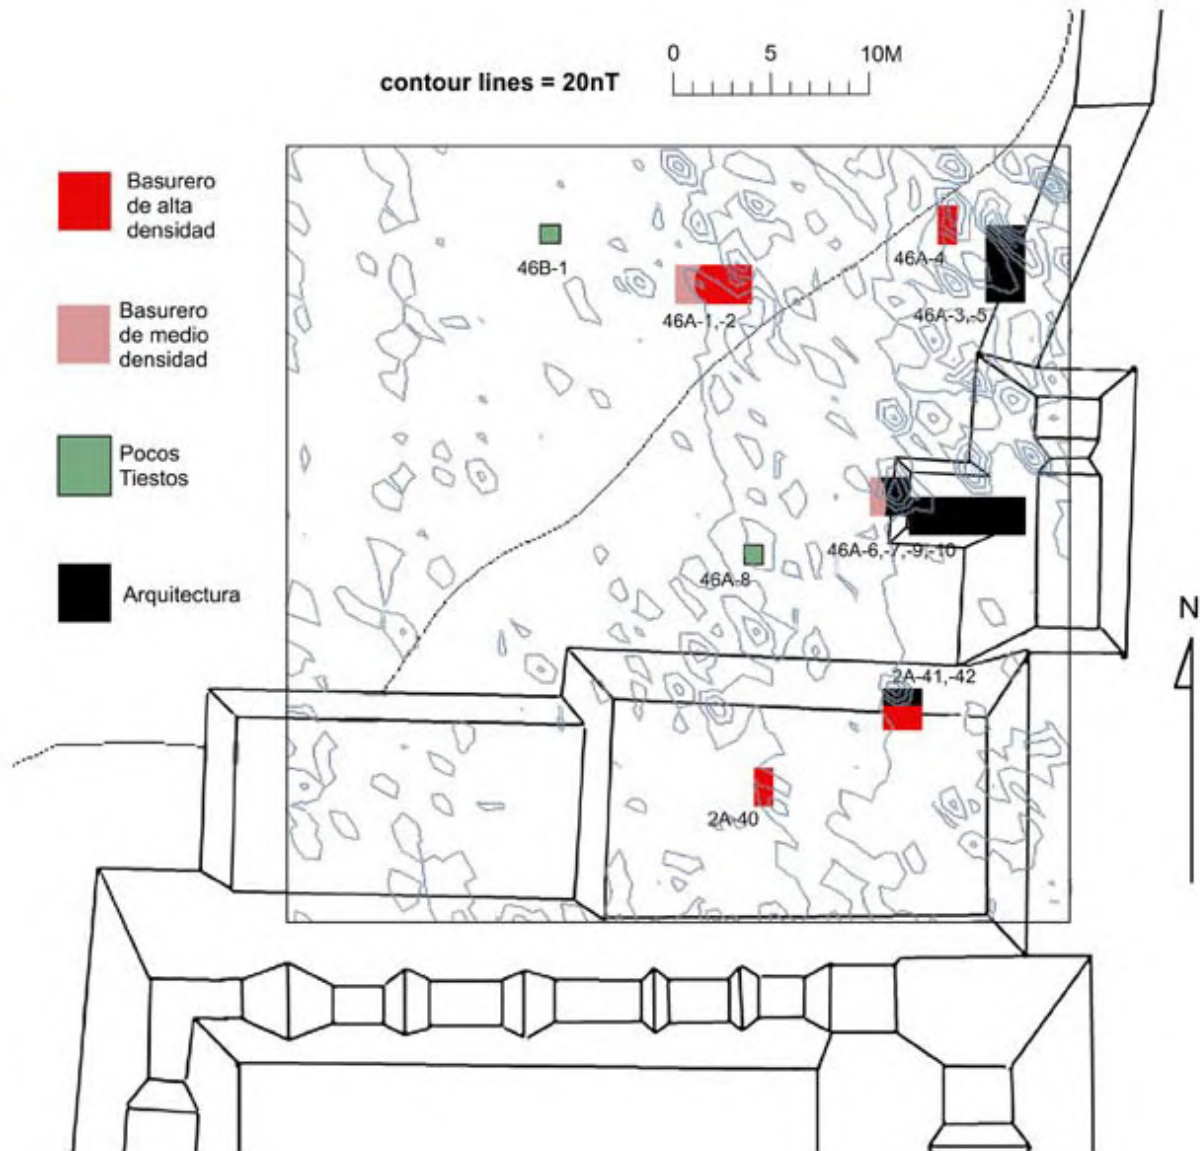 0 5 10M
contour lines = 20nT
Basurero
de alta
densidad
Basurero
de medio
densidad
Pocos
Tiestos
Arquitectura
46B-1
46A-1,-2
46A-4
46A-3,-5
46A-6,-7,-9,-10
46A-8
2A-41,-42
2A-40
N